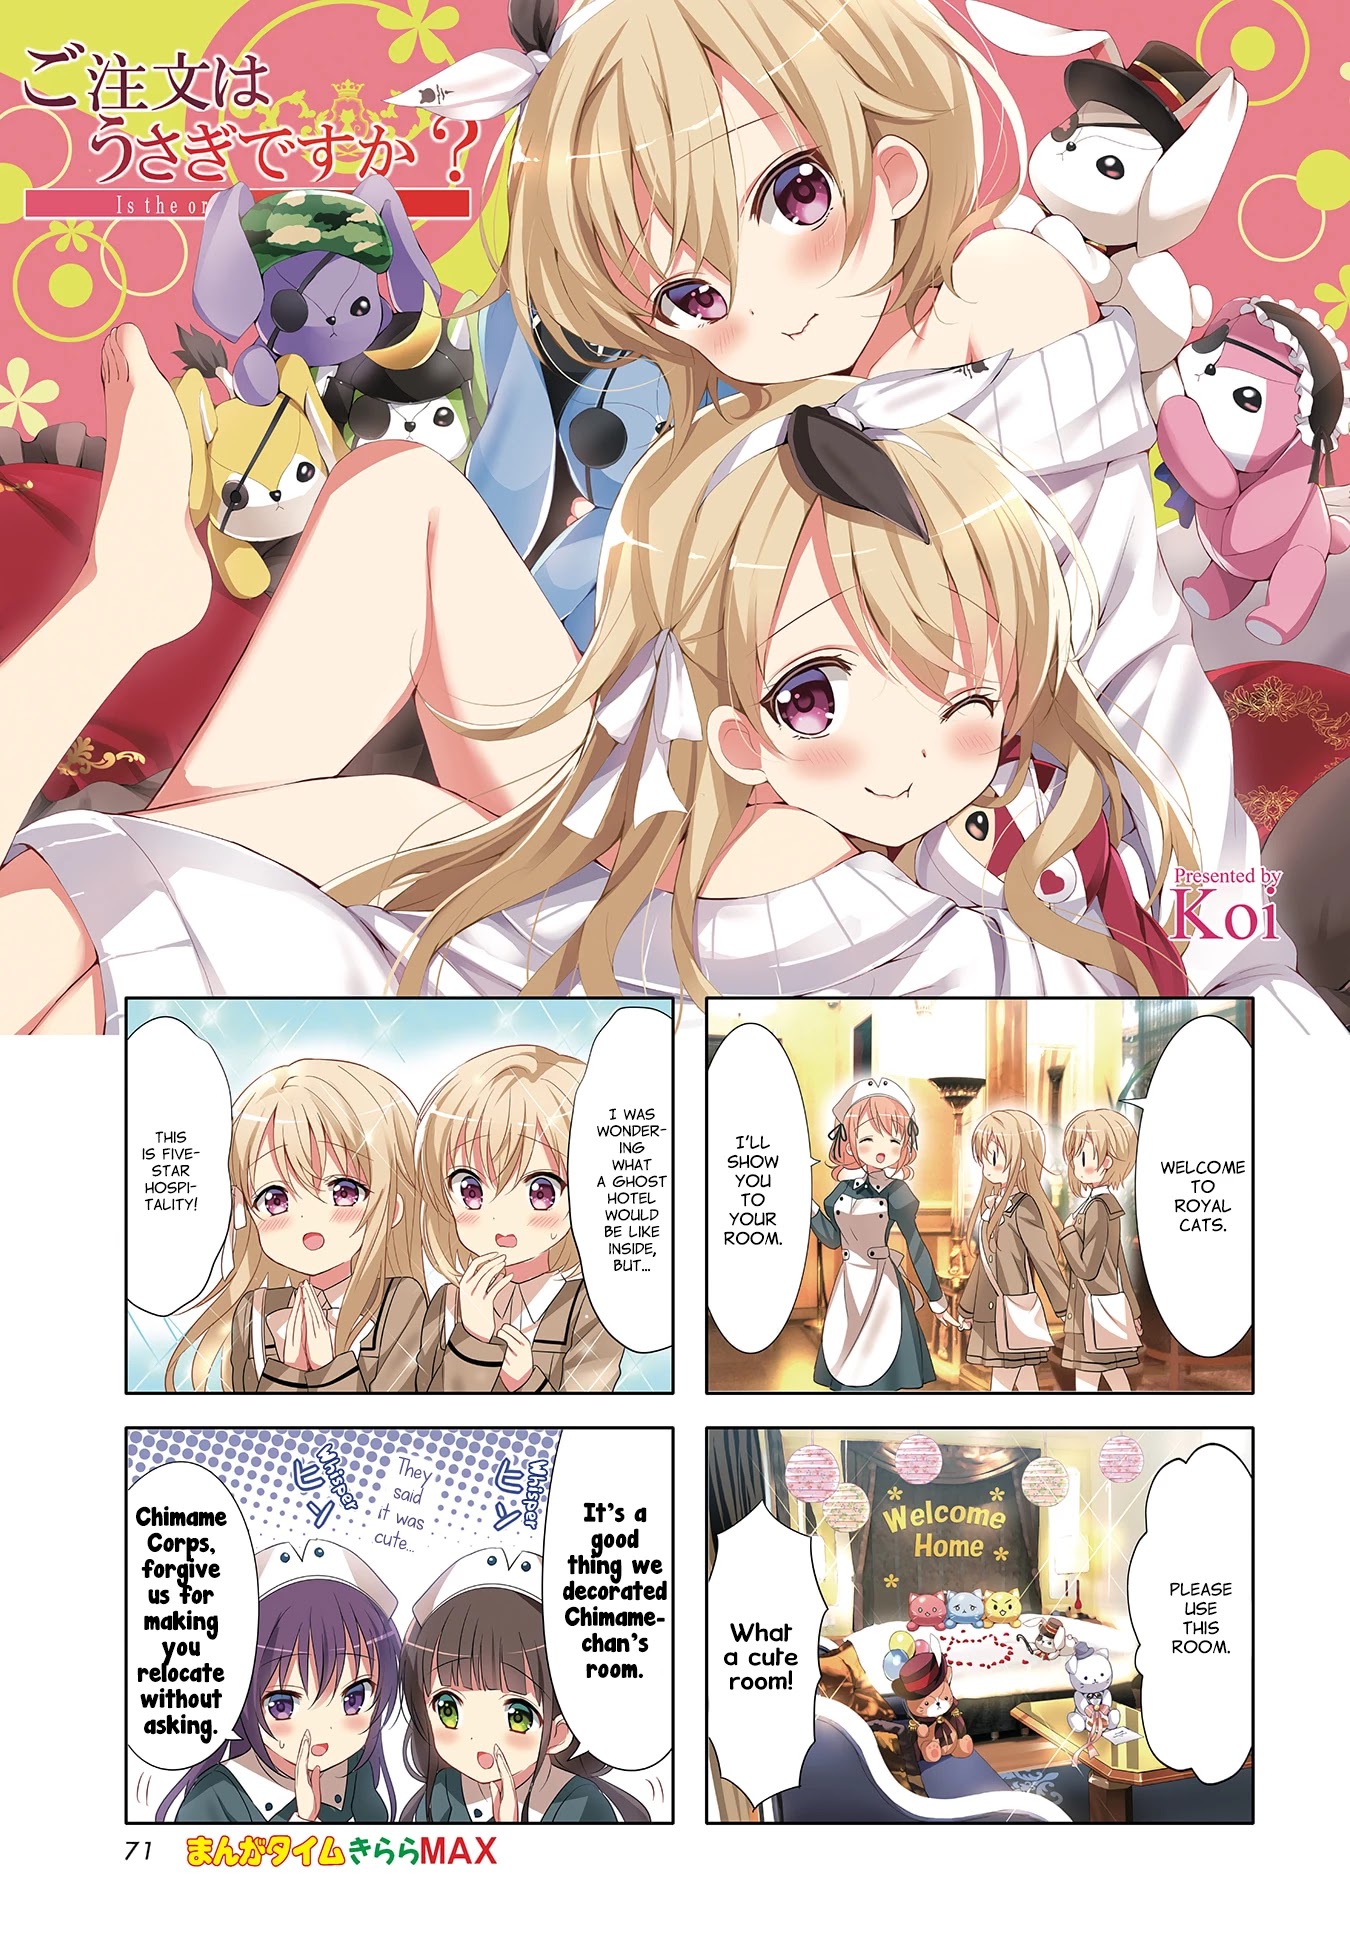 ご注文は
うさぎですか?
Is the or
Presented by
Koi
WELCOME
TO
ROYAL
CATS.
I'LL
SHOW
YOU
TO
YOUR
ROOM.
PLEASE
USE
THIS
ROOM.
Welcome
Home
What
a cute
room!
I WAS
WONDER-
ING
WHAT
A GHOST
HOTEL
WOULD
BE LIKE
INSIDE,
BUT...
THIS
IS FIVE-
STAR
HOSPI-
TALITY!
It's a
good
thing we
decorated
Chimame-
chan's
room.
ヒソ
Whisper
They
said
it was
cute...
ヒソ
Whisper
Chimame
Corps,
forgive
us for
making
you
relocate
without
asking.
71
まんがタイムきららMAX